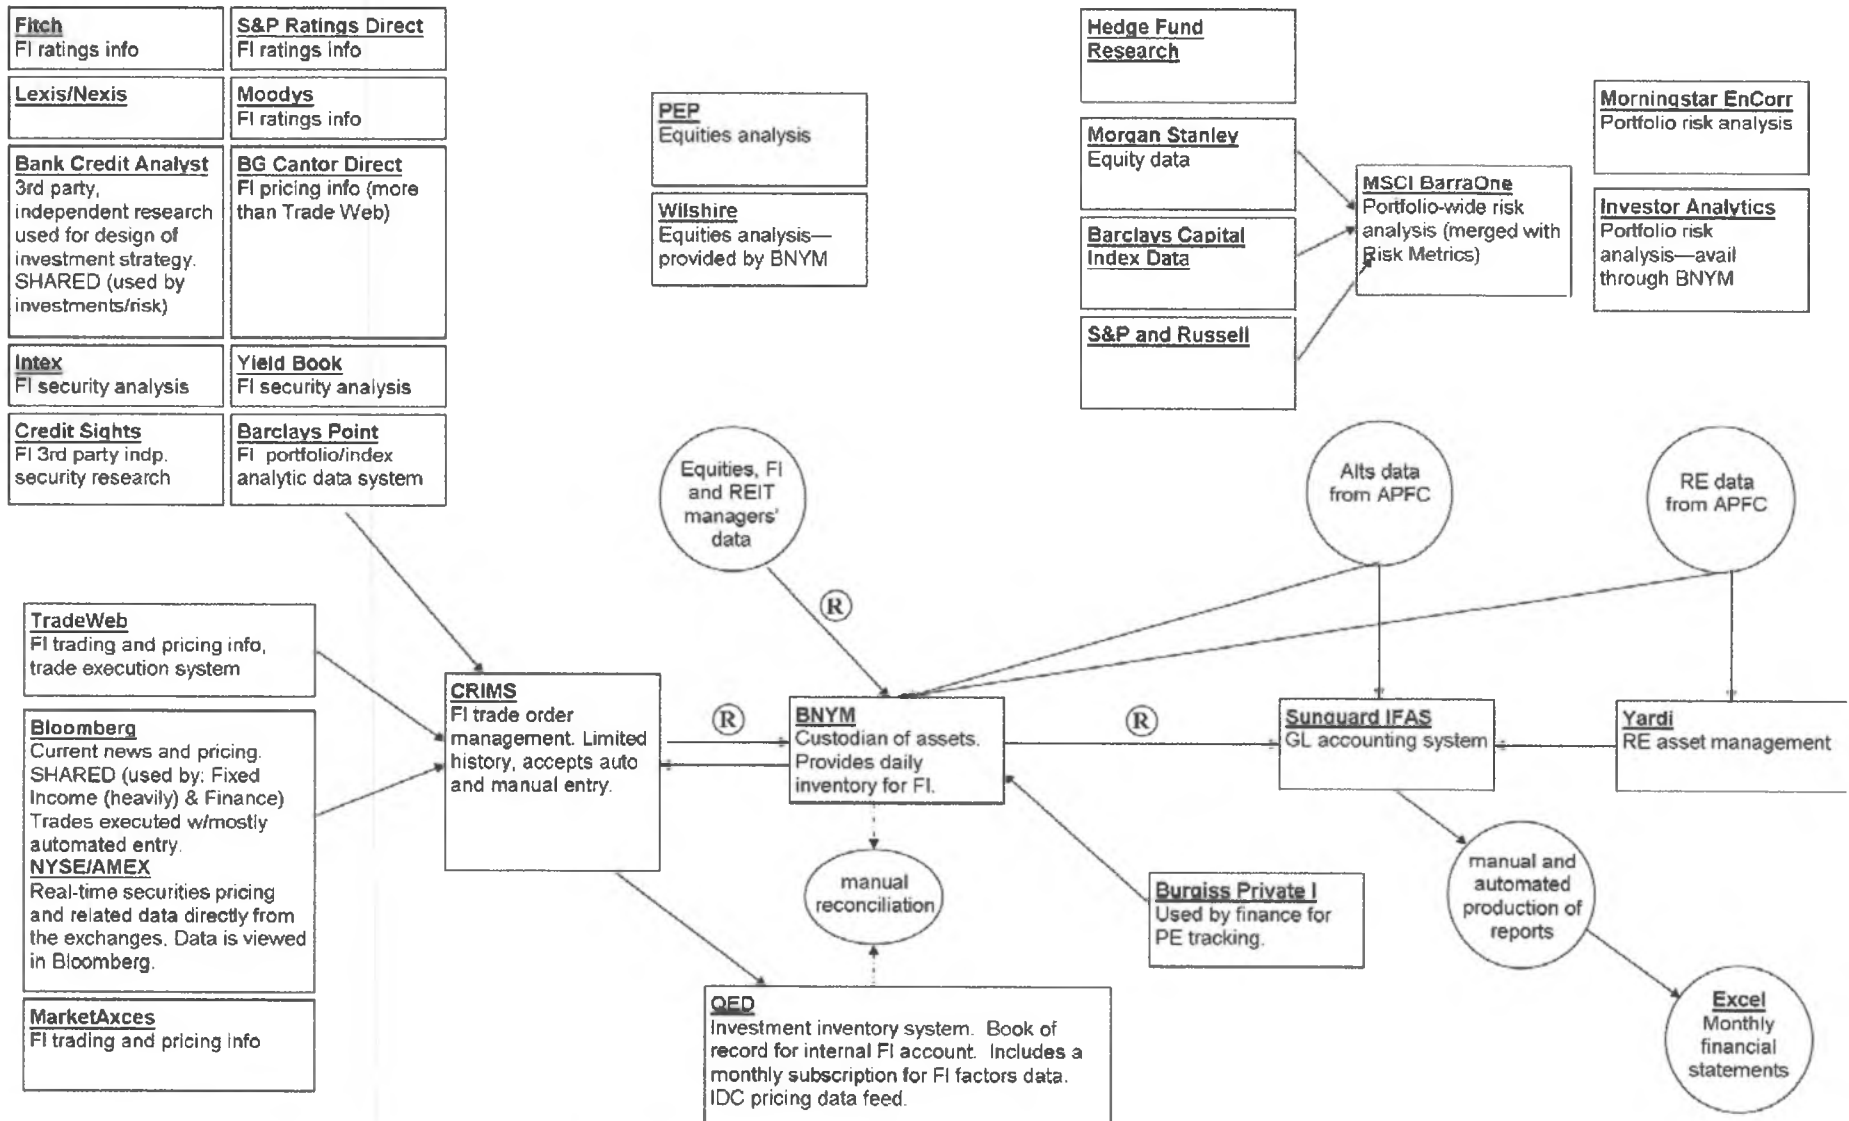 Fitch
FI ratings info
S&P Ratings Direct
FI ratings info
Lexis/Nexis
Moodys
FI ratings info
Bank Credit Analyst
3rd party,
independent research
used for design of
investment strategy.
SHARED (used by
investments/risk)
BG Cantor Direct
FI pricing info (more
than Trade Web)
Intex
FI security analysis
Yield Book
FI security analysis
Credit Sights
FI 3rd party indp.
security research
Barclays Point
FI portfolio/index
analytic data system
PEP
Equities analysis
Wilshire
Equities analysis—
provided by BNYM
Hedge Fund
Research
Morgan Stanley
Equity data
Barclays Capital
Index Data
S&P and Russell
MSCI BarraOne
Portfolio-wide risk
analysis (merged with
Risk Metrics)
Morningstar EnCorr
Portfolio risk analysis
Investor Analytics
Portfolio risk
analysis—avail
through BNYM
Equities, FI
and REIT
managers'
data
Alts data
from APFC
RE data
from APFC
R
TradeWeb
FI trading and pricing info,
trade execution system
Bloomberg
Current news and pricing.
SHARED (used by: Fixed
Income (heavily) & Finance)
Trades executed w/mostly
automated entry.
NYSE/AMEX
Real-time securities pricing
and related data directly from
the exchanges. Data is viewed
in Bloomberg.
MarketAxces
FI trading and pricing info
CRIMS
FI trade order
management. Limited
history, accepts auto
and manual entry.
R
BNYM
Custodian of assets.
Provides daily
inventory for FI.
R
Sunguard IFAS
GL accounting system
Yardi
RE asset management
manual
reconciliation
Burgiss Private I
Used by finance for
PE tracking.
manual and
automated
production of
reports
QED
Investment inventory system. Book of
record for internal FI account. Includes a
monthly subscription for FI factors data.
IDC pricing data feed.
Excel
Monthly
financial
statements